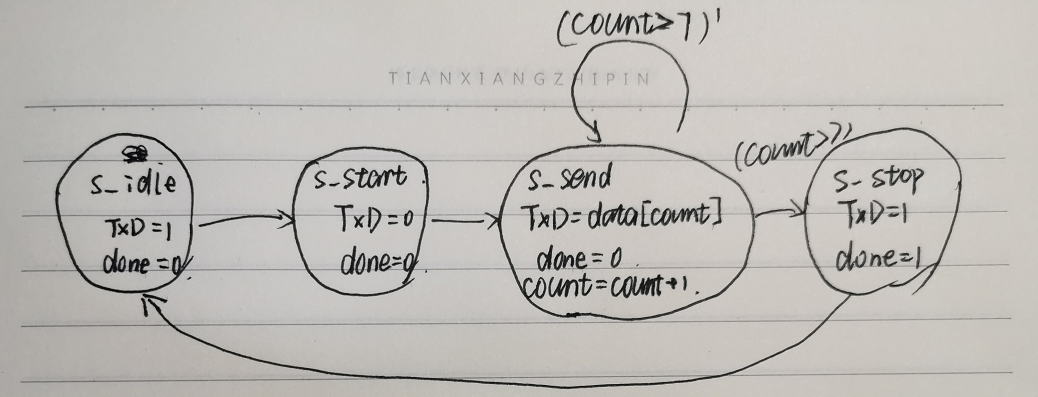 (count>7)'
TIANXIANGZHIPIN
(count>7)
s_idle
TxD=1
done=0
s_start
TxD=0
done=0
s_send
TxD=data[count]
done=0
count=count+1.
s_stop
TxD=1
done=1